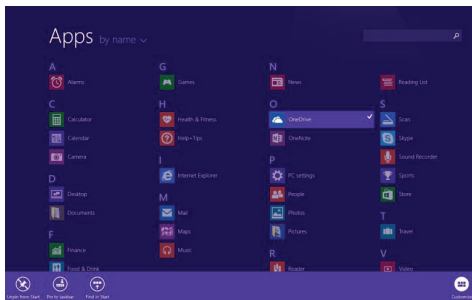 Apps by name
A
Alarms
C
Calculator
Calendar
Camera
D
Desktop
Documents
F
Finance
Food & Drink
G
Games
H
Health & Fitness
Help+Tips
I
Internet Explorer
M
Mail
Maps
Music
N
News
O
OneDrive
OneNote
P
PC settings
People
Photos
Pictures
R
Reader
Reading List
S
Scan
Skype
Sound Recorder
Sports
Store
T
Travel
V
Video
Unpin from Start
Pin to taskbar
Find in Start
Customize